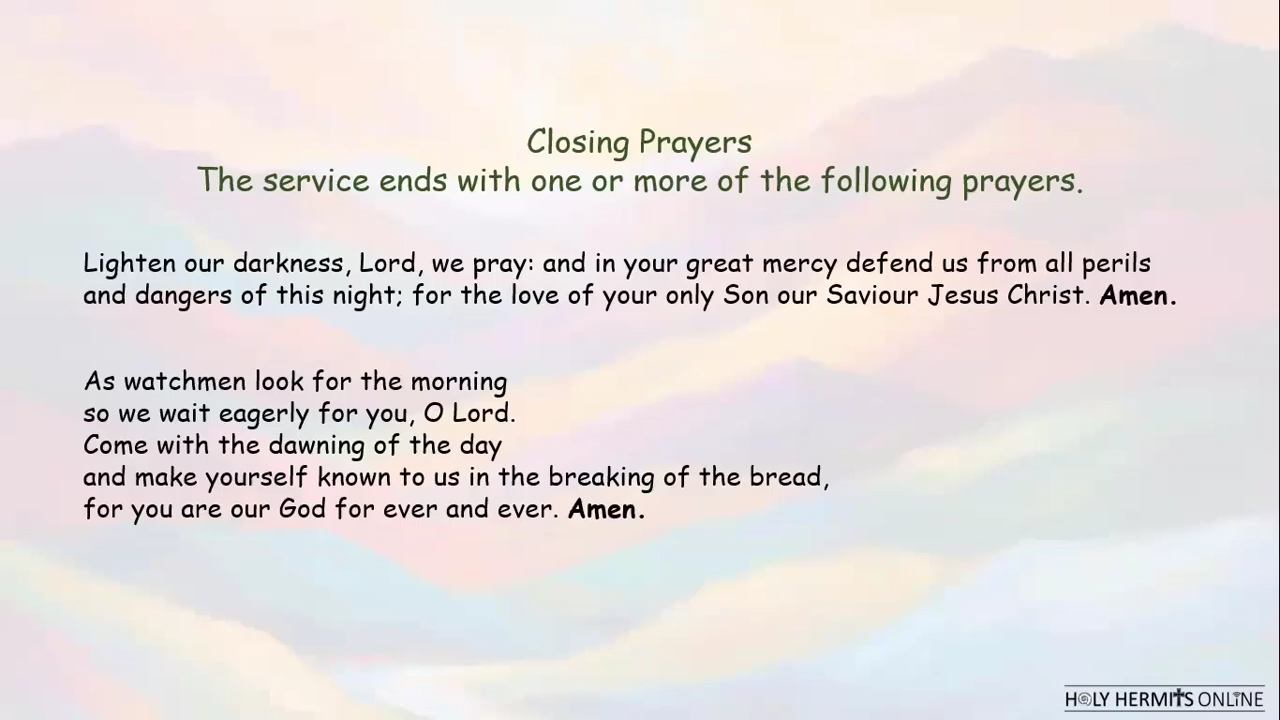 Closing Prayers
The service ends with one or more of the following prayers.
Lighten our darkness, Lord, we pray: and in your great mercy defend us from all perils
and dangers of this night; for the love of your only Son our Saviour Jesus Christ. Amen.
As watchmen look for the morning
so we wait eagerly for you, O Lord.
Come with the dawning of the day
and make yourself known to us in the breaking of the bread,
for you are our God for ever and ever. Amen.
HOLY HERMITS ONLINE